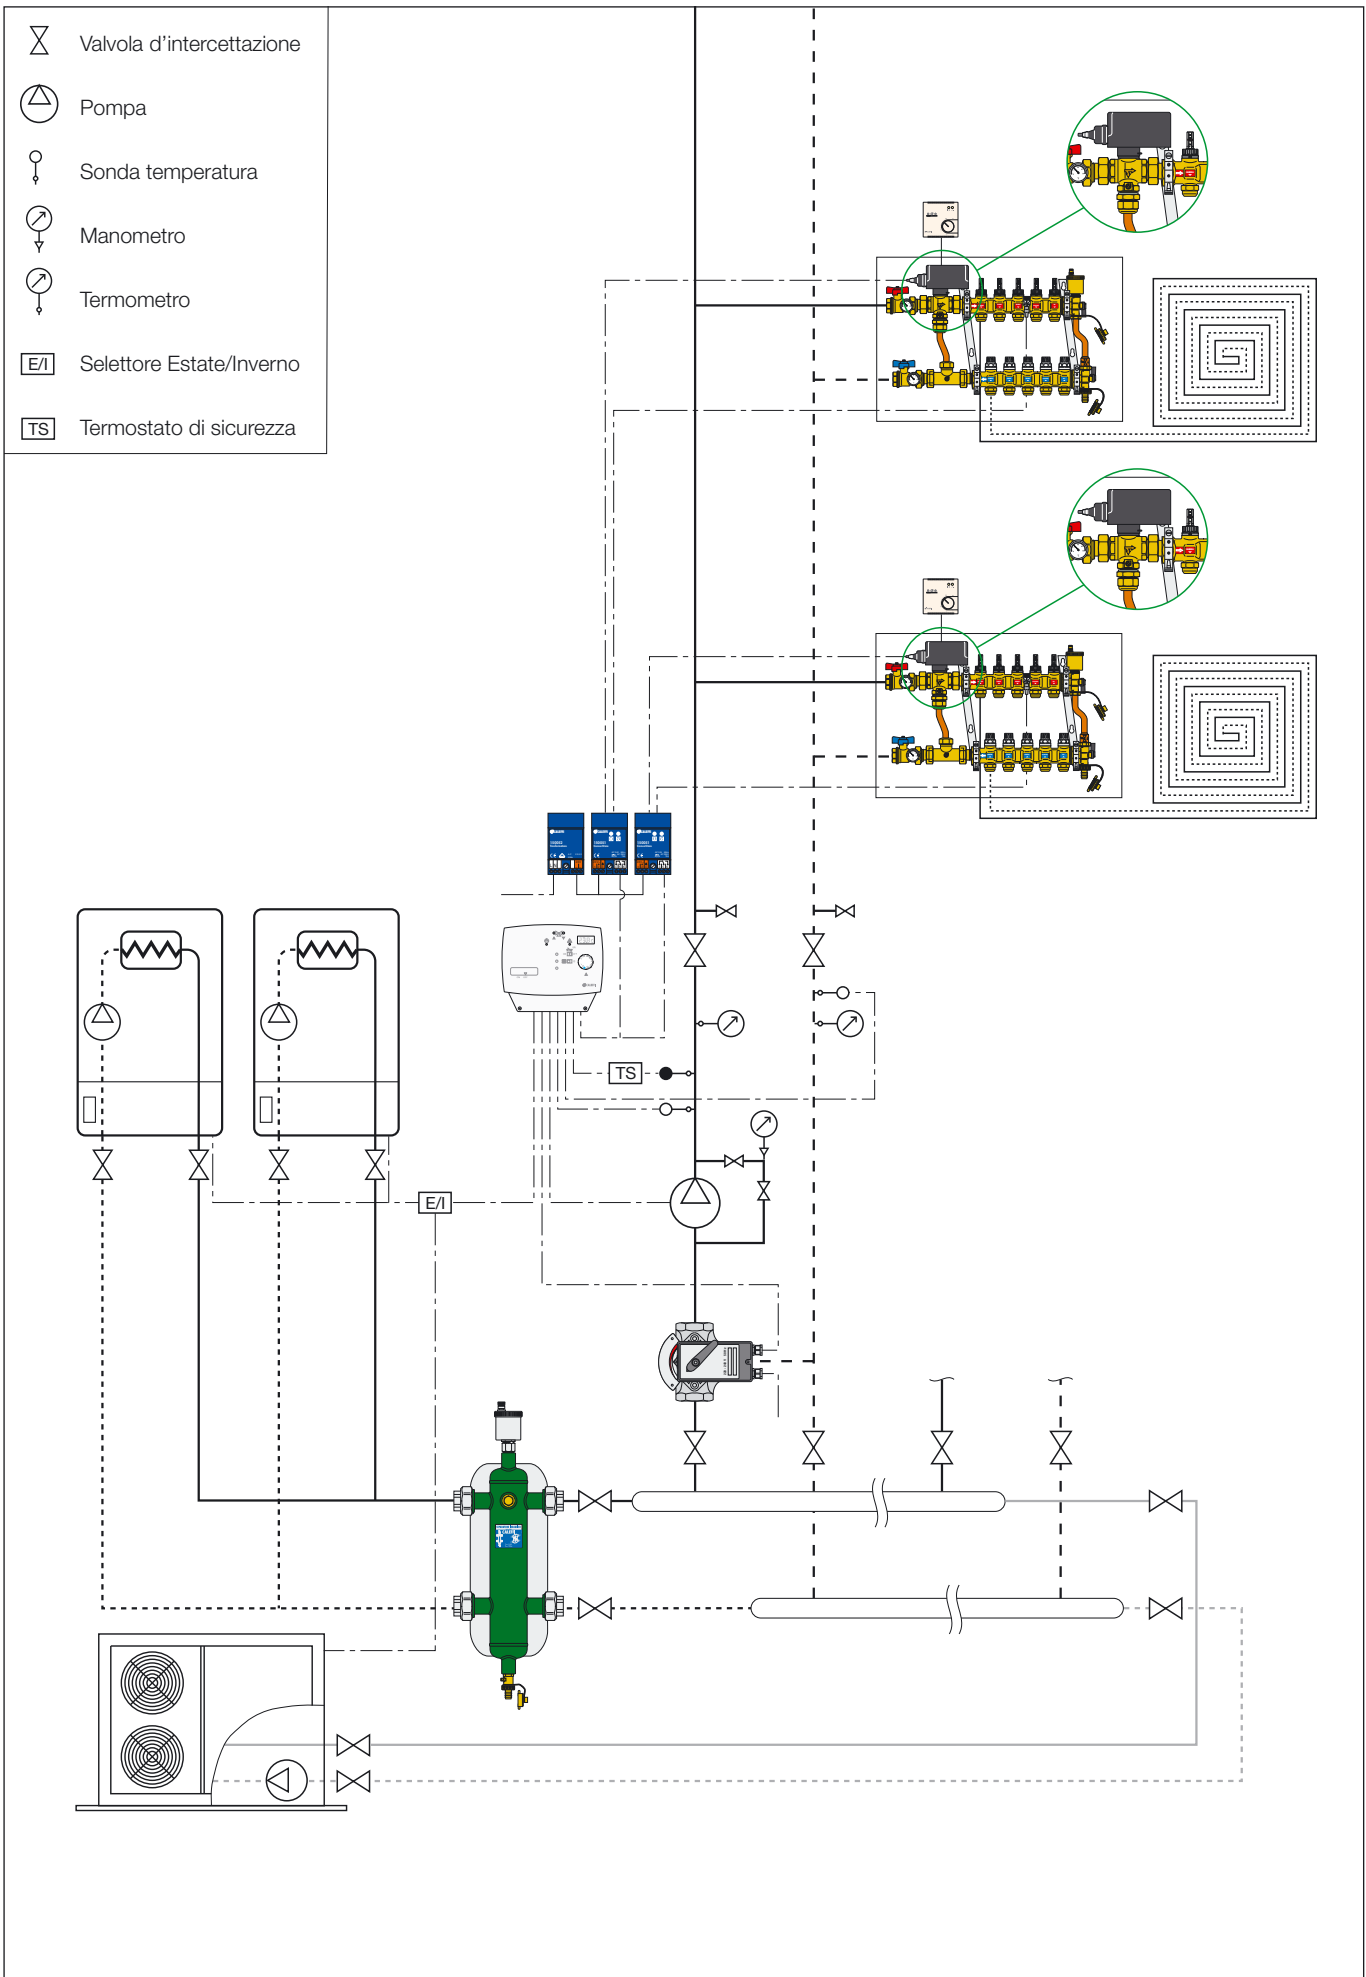 Valvola d'intercettazione
Pompa
Sonda temperatura
Manometro
Termometro
E/I Selettore Estate/Inverno
TS Termostato di sicurezza
TS
E/I